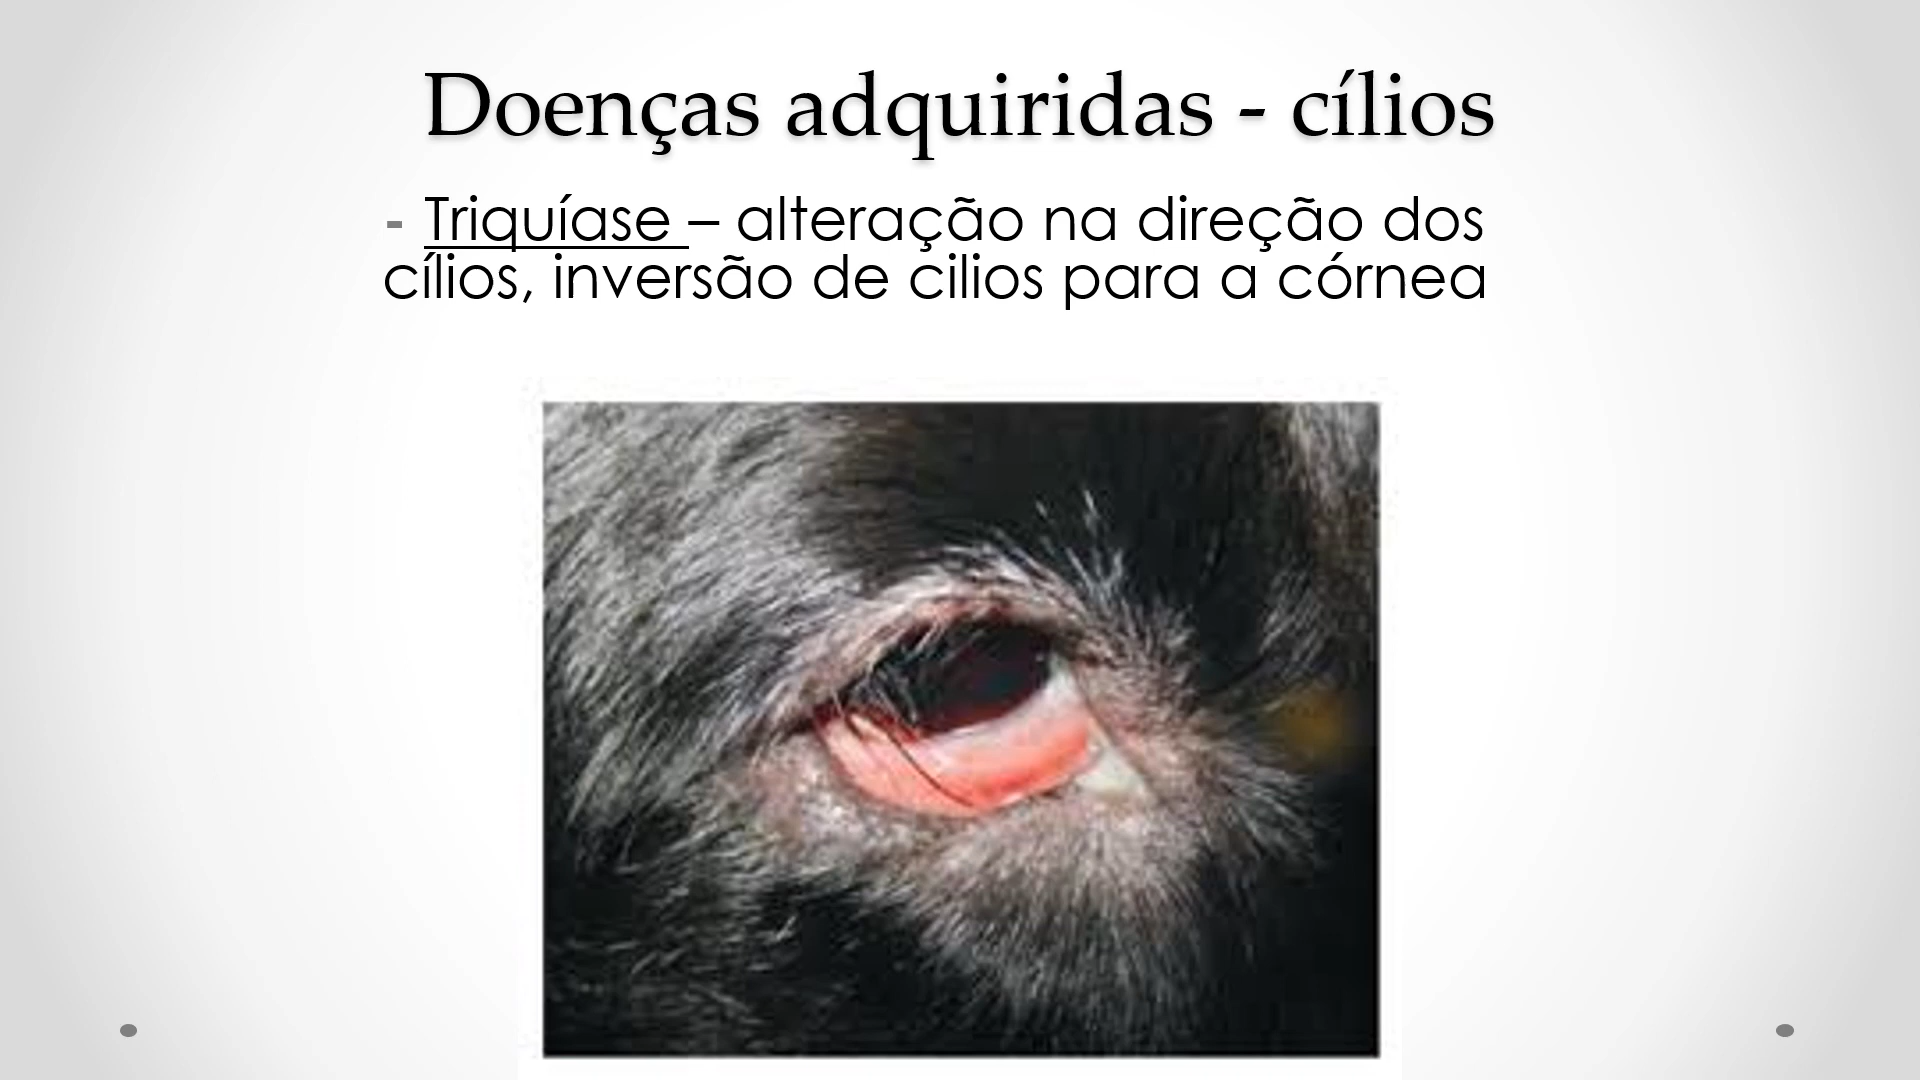 Doenças adquiridas - cílios
- Triquíase – alteração na direção dos
cílios, inversão de cilios para a córnea